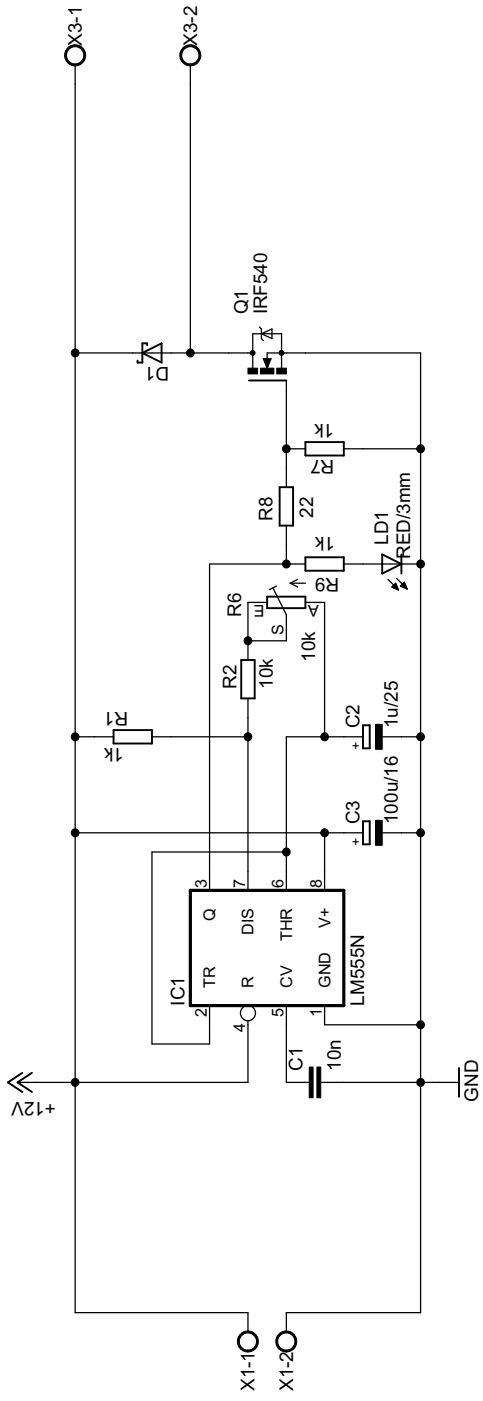 +12V
X1-1
X1-2
GND
C1
10n
IC1
LM555N
TR
R
CV
GND
Q
DIS
THR
V+
2
4
5
1
3
7
6
8
R1
1k
R2
10k
R6
10k
E
S
A
C3
100u/16
+
C2
1u/25
+
R9
1k
LD1
RED/3mm
R8
22
R7
1k
D1
Q1
IRF540
X3-1
X3-2